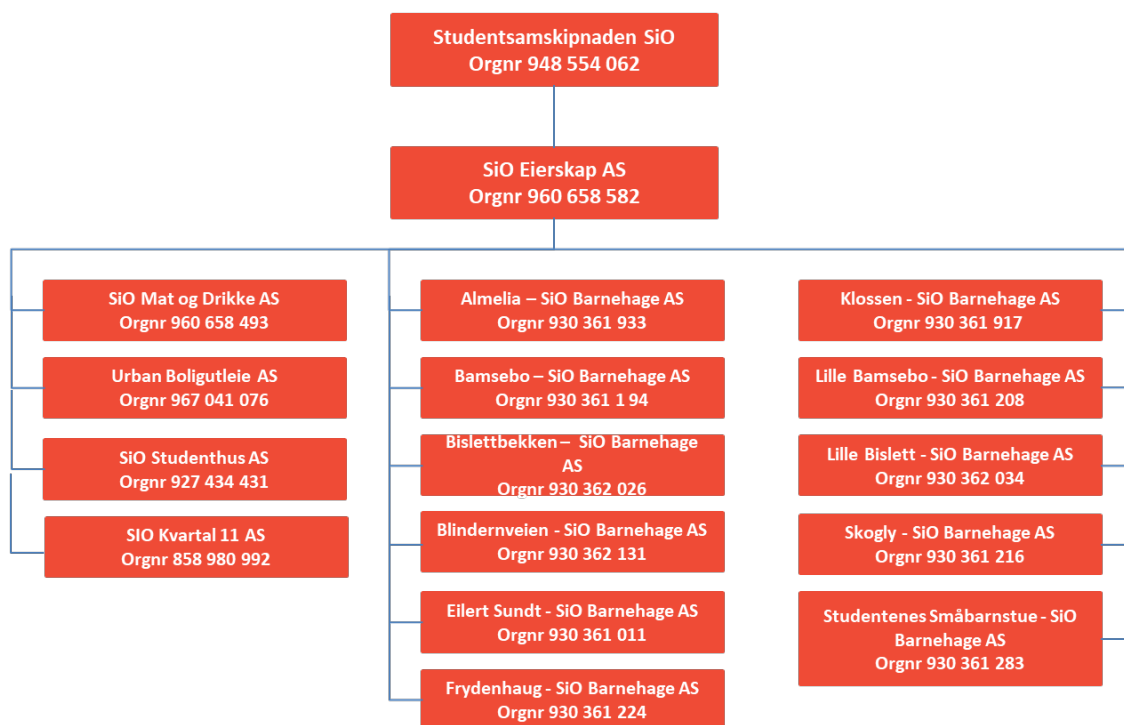 Studentsamskipnaden SiO
Orgnr 948 554 062
SiO Eierskap AS
Orgnr 960 658 582
SiO Mat og Drikke AS
Orgnr 960 658 493
Urban Boligutleie AS
Orgnr 967 041 076
SiO Studenthus AS
Orgnr 927 434 431
SIO Kvartal 11 AS
Orgnr 858 980 992
Almelia – SiO Barnehage AS
Orgnr 930 361 933
Bamsebo – SiO Barnehage AS
Orgnr 930 361 1 94
Bislettbekken – SiO Barnehage
AS
Orgnr 930 362 026
Blindernveien - SiO Barnehage AS
Orgnr 930 362 131
Eilert Sundt - SiO Barnehage AS
Orgnr 930 361 011
Frydenhaug - SiO Barnehage AS
Orgnr 930 361 224
Klossen - SiO Barnehage AS
Orgnr 930 361 917
Lille Bamsebo - SiO Barnehage AS
Orgnr 930 361 208
Lille Bislett - SiO Barnehage AS
Orgnr 930 362 034
Skogly - SiO Barnehage AS
Orgnr 930 361 216
Studentenes Småbarnstue - SiO
Barnehage AS
Orgnr 930 361 283